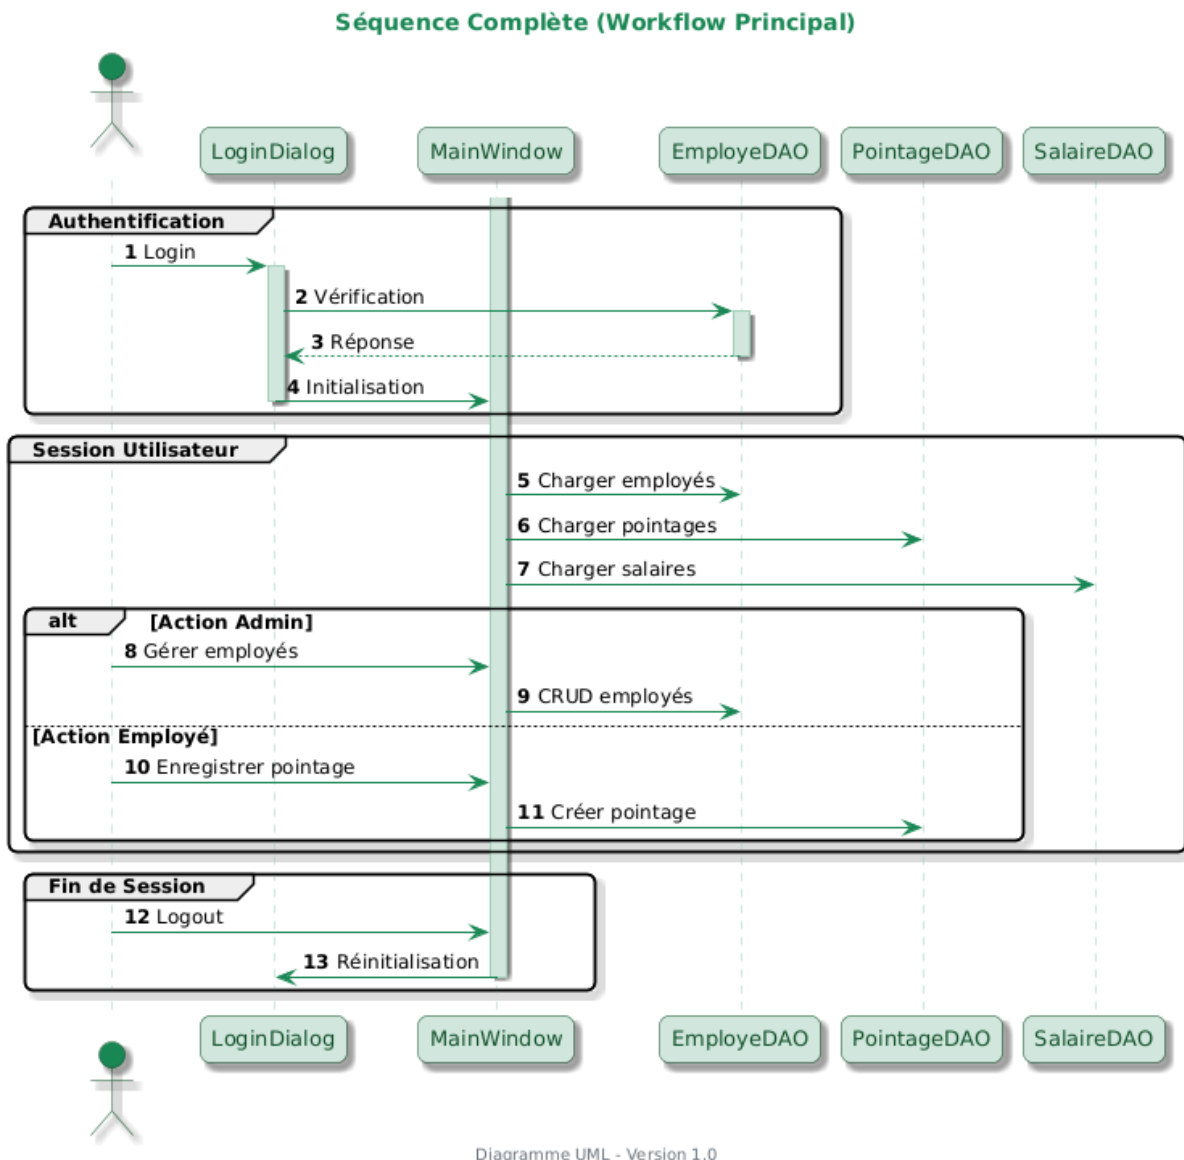 Séquence Complète (Workflow Principal)
LoginDialog
MainWindow
EmployeDAO
PointageDAO
SalaireDAO
Authentification
1 Login
2 Vérification
3 Réponse
4 Initialisation
Session Utilisateur
5 Charger employés
6 Charger pointages
7 Charger salaires
alt [Action Admin]
8 Gérer employés
9 CRUD employés
[Action Employé]
10 Enregistrer pointage
11 Créer pointage
Fin de Session
12 Logout
13 Réinitialisation
LoginDialog
MainWindow
EmployeDAO
PointageDAO
SalaireDAO
Diagramme UML - Version 1.0